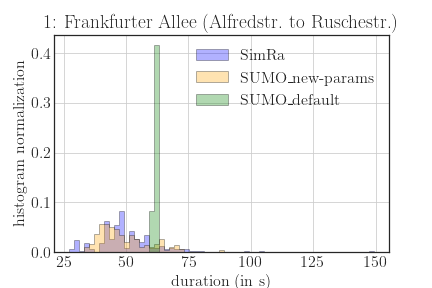 1: Frankfurter Allee (Alfredstr. to Ruschestr.)
histogram normalization
0.4
0.3
0.2
0.1
0.0
SimRa
SUMO_new-params
SUMO_default
25 50 75 100 125 150
duration (in s)